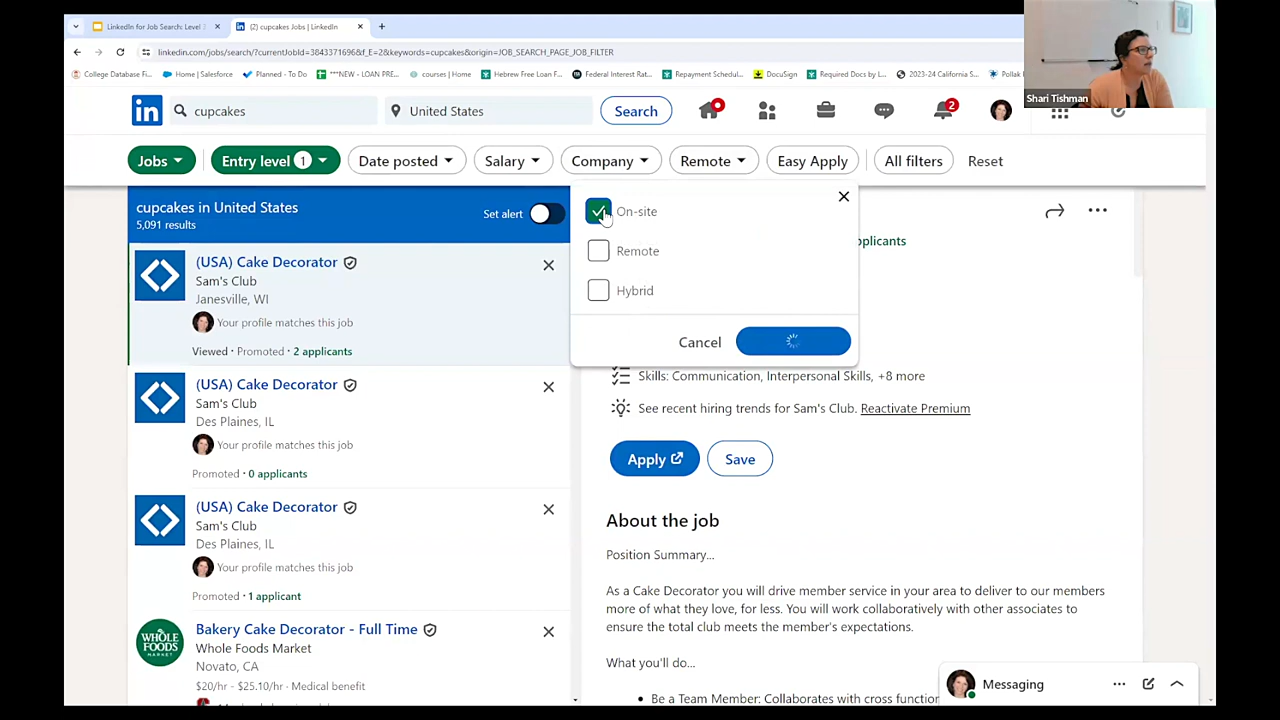 LinkedIn for Job Search: Level
(2) cupcakes Jobs | LinkedIn
linkedin.com/jobs/search/?currentJobId=3843371696&f_E=2&keywords=cupcakes&origin=JOB_SEARCH_PAGE_JOB_FILTER
College Database Fi...
Home | Salesforce
Planned - To Do
***NEW - LOAN PRE...
courses | Home
Hebrew Free Loan F...
Federal Interest Rat...
Repayment Schedul...
DocuSign
Required Docs by L...
2023-24 California S...
Pollak
Shari Tishman
in
cupcakes
United States
Search
2
Jobs
Entry level 1
Date posted
Salary
Company
Remote
Easy Apply
All filters
Reset
cupcakes in United States
5,091 results
Set alert
(USA) Cake Decorator
Sam's Club
Janesville, WI
Your profile matches this job
Viewed · Promoted · 2 applicants
(USA) Cake Decorator
Sam's Club
Des Plaines, IL
Your profile matches this job
Promoted · 0 applicants
(USA) Cake Decorator
Sam's Club
Des Plaines, IL
Your profile matches this job
Promoted · 1 applicant
WHOLE
FOODS
MARKET
Bakery Cake Decorator - Full Time
Whole Foods Market
Novato, CA
$20/hr - $25.10/hr · Medical benefit
On-site
Remote
Hybrid
Cancel
applicants
Skills: Communication, Interpersonal Skills, +8 more
See recent hiring trends for Sam's Club. Reactivate Premium
Apply
Save
About the job
Position Summary...
As a Cake Decorator you will drive member service in your area to deliver to our members
more of what they love, for less. You will work collaboratively with other associates to
ensure the total club meets the member's expectations.
What you'll do...
• Be a Team Member: Collaborates with cross function
Messaging